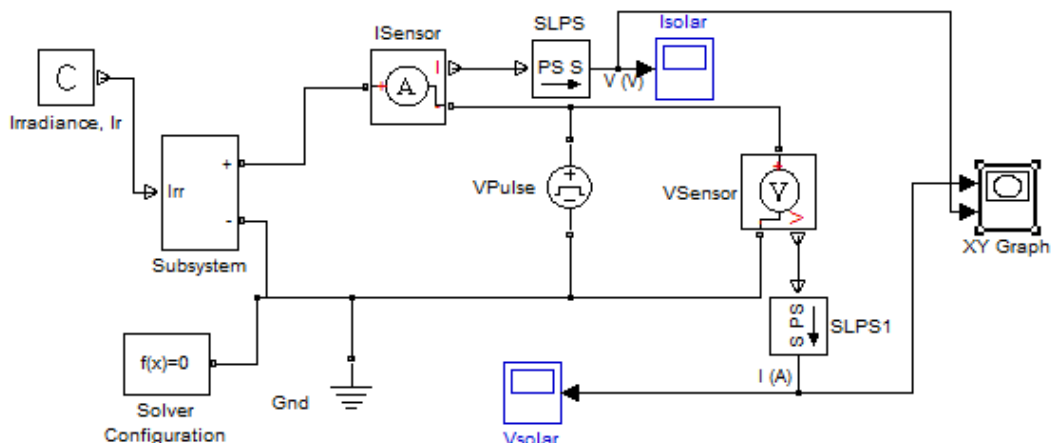 ISensor
SLPS
Isolar
I
PS S
V (V)
C
A
Irradiance, Ir
+
-
+
Irr
-
Subsystem
VPulse
+
-
VSensor
+
V
V
-
XY Graph
S PS
SLPS1
I (A)
f(x)=0
Solver
Configuration
Gnd
Vsolar